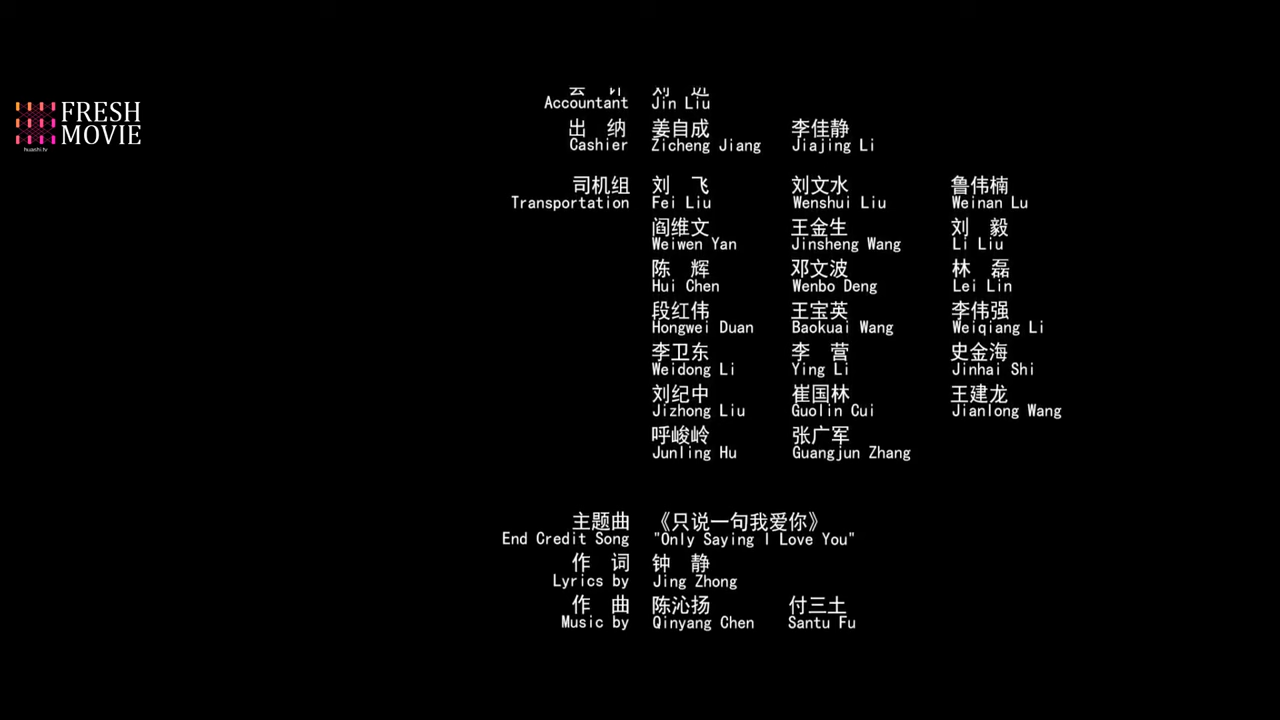 FRESH
MOVIE
huashi.tv
Accountant Jin Liu
出 纳 姜自成 李佳静
Cashier Zicheng Jiang Jiajing Li
司机组 刘 飞 刘文水 鲁伟楠
Transportation Fei Liu Wenshui Liu Weinan Lu
阎维文 王金生 刘 毅
Weiwen Yan Jinsheng Wang Li Liu
陈 辉 邓文波 林 磊
Hui Chen Wenbo Deng Lei Lin
段红伟 王宝英 李伟强
Hongwei Duan Baokuai Wang Weiqiang Li
李卫东 李 营 史金海
Weidong Li Ying Li Jinhai Shi
刘纪中 崔国林 王建龙
Jizhong Liu Guolin Cui Jianlong Wang
呼峻岭 张广军
Junling Hu Guangjun Zhang
主题曲 《只说一句我爱你》
End Credit Song "Only Saying I Love You"
作 词 钟 静
Lyrics by Jing Zhong
作 曲 陈沁扬 付三土
Music by Qinyang Chen Santu Fu